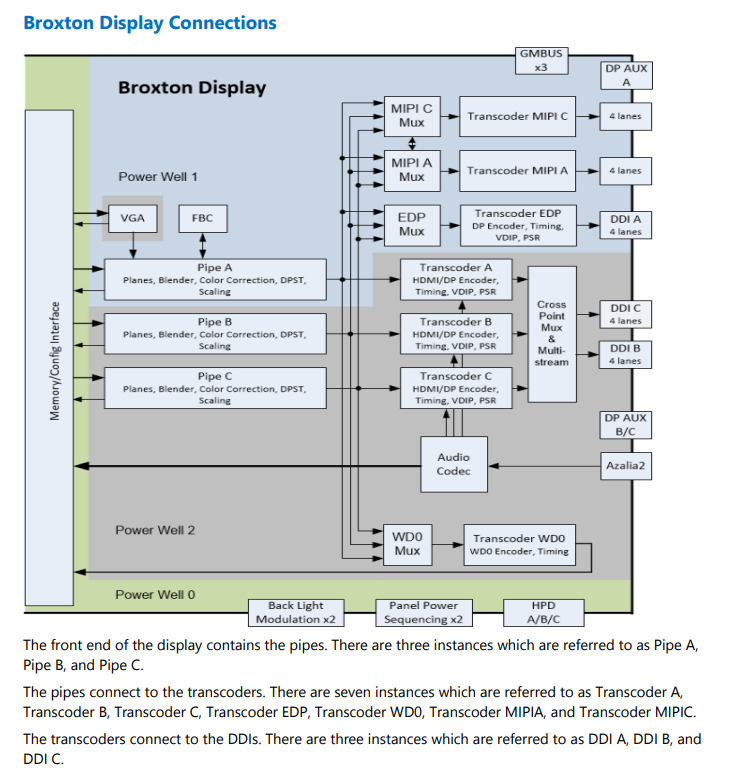 Broxton Display Connections
GMBUS
x3
DP AUX
A
Broxton Display
MIPI C
Mux
Transcoder MIPI C
4 lanes
MIPI A
Mux
Transcoder MIPI A
4 lanes
Power Well 1
VGA
FBC
EDP
Mux
Transcoder EDP
DP Encoder, Timing,
VDIP, PSR
DDI A
4 lanes
Pipe A
Planes, Blender, Color Correction, DPST,
Scaling
Transcoder A
HDMI/DP Encoder,
Timing, VDIP, PSR
Pipe B
Planes, Blender, Color Correction, DPST,
Scaling
Transcoder B
HDMI/DP Encoder,
Timing, VDIP, PSR
Pipe C
Planes, Blender, Color Correction, DPST,
Scaling
Transcoder C
HDMI/DP Encoder,
Timing, VDIP, PSR
Cross
Point
Mux
&
Multi-
stream
DDI C
4 lanes
DDI B
4 lanes
Memory/Config Interface
DP AUX
B/C
Audio
Codec
Azalia2
Power Well 2
WD0
Mux
Transcoder WD0
WD0 Encoder, Timing
Power Well 0
Back Light
Modulation x2
Panel Power
Sequencing x2
HPD
A/B/C
The front end of the display contains the pipes. There are three instances which are referred to as Pipe A,
Pipe B, and Pipe C.
The pipes connect to the transcoders. There are seven instances which are referred to as Transcoder A,
Transcoder B, Transcoder C, Transcoder EDP, Transcoder WD0, Transcoder MIPIA, and Transcoder MIPIC.
The transcoders connect to the DDIs. There are three instances which are referred to as DDI A, DDI B, and
DDI C.